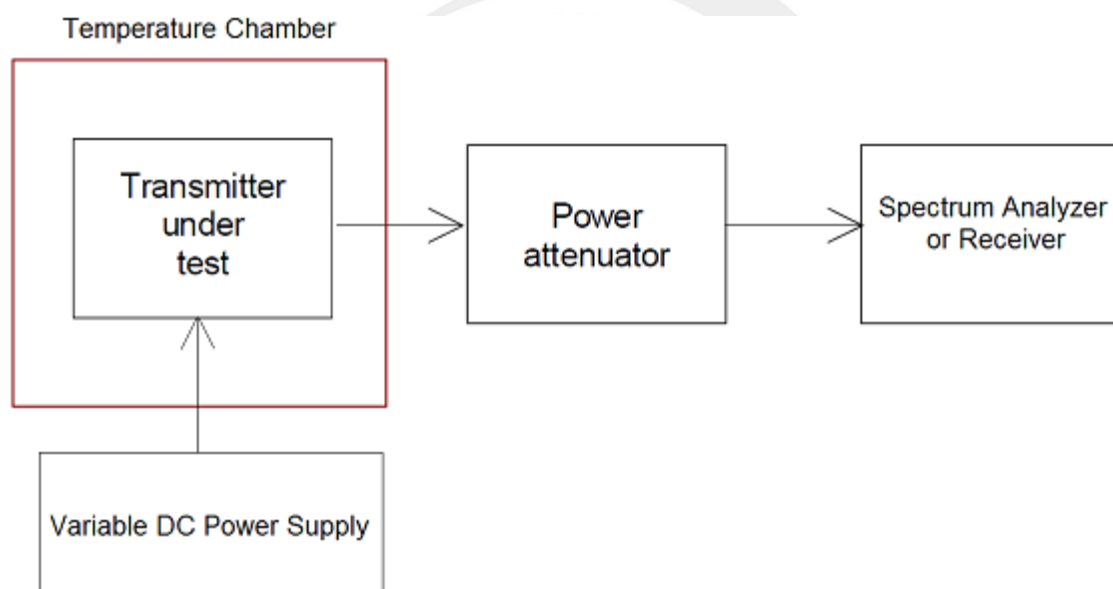 Temperature Chamber
Transmitter
under
test
Power
attenuator
Spectrum Analyzer
or Receiver
Variable DC Power Supply